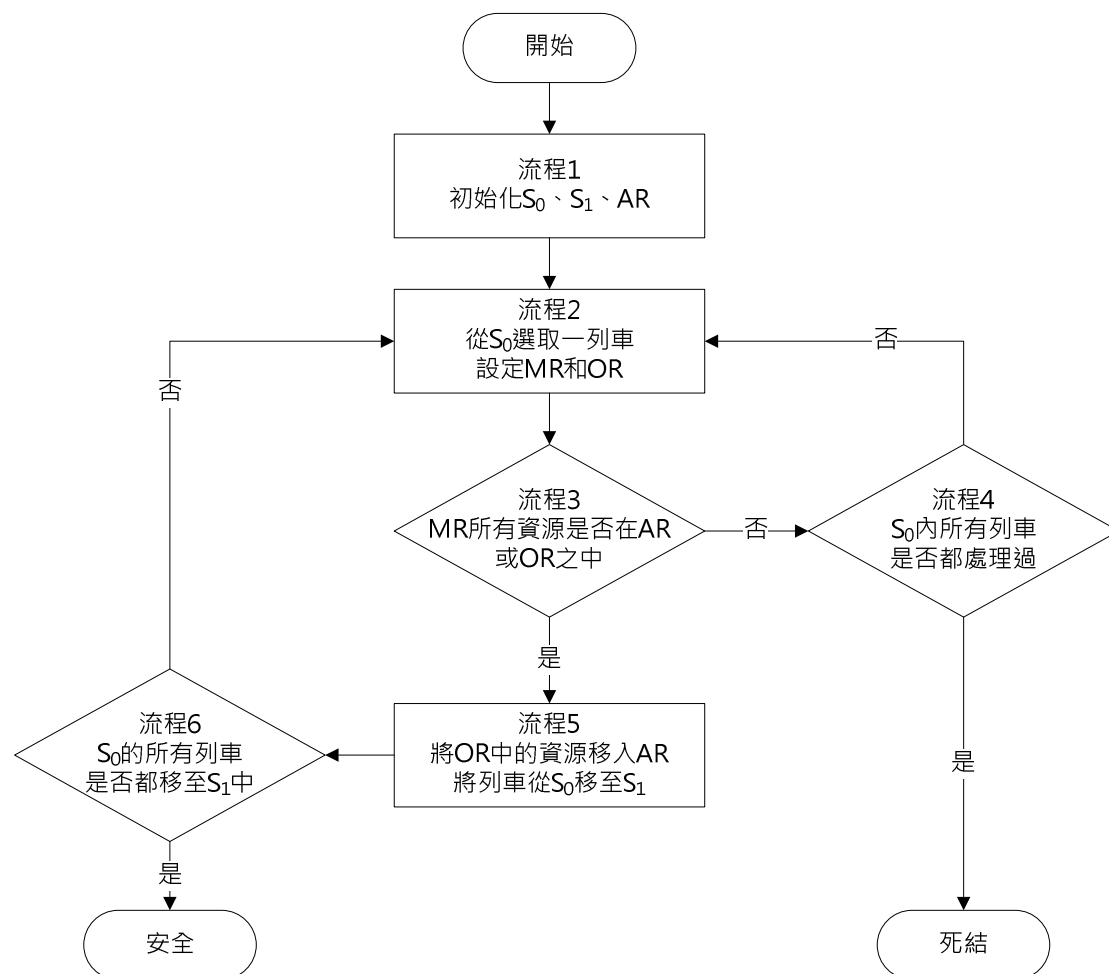 開始
流程1
初始化S₀、S₁、AR
流程2
從S₀選取一列車
設定MR和OR
否
否
流程3
MR所有資源是否在AR
或OR之中
否
流程4
S₀內所有列車
是否都處理過
是
流程5
將OR中的資源移入AR
將列車從S₀移至S₁
流程6
S₀的所有列車
是否都移至S₁中
是
是
安全
死結